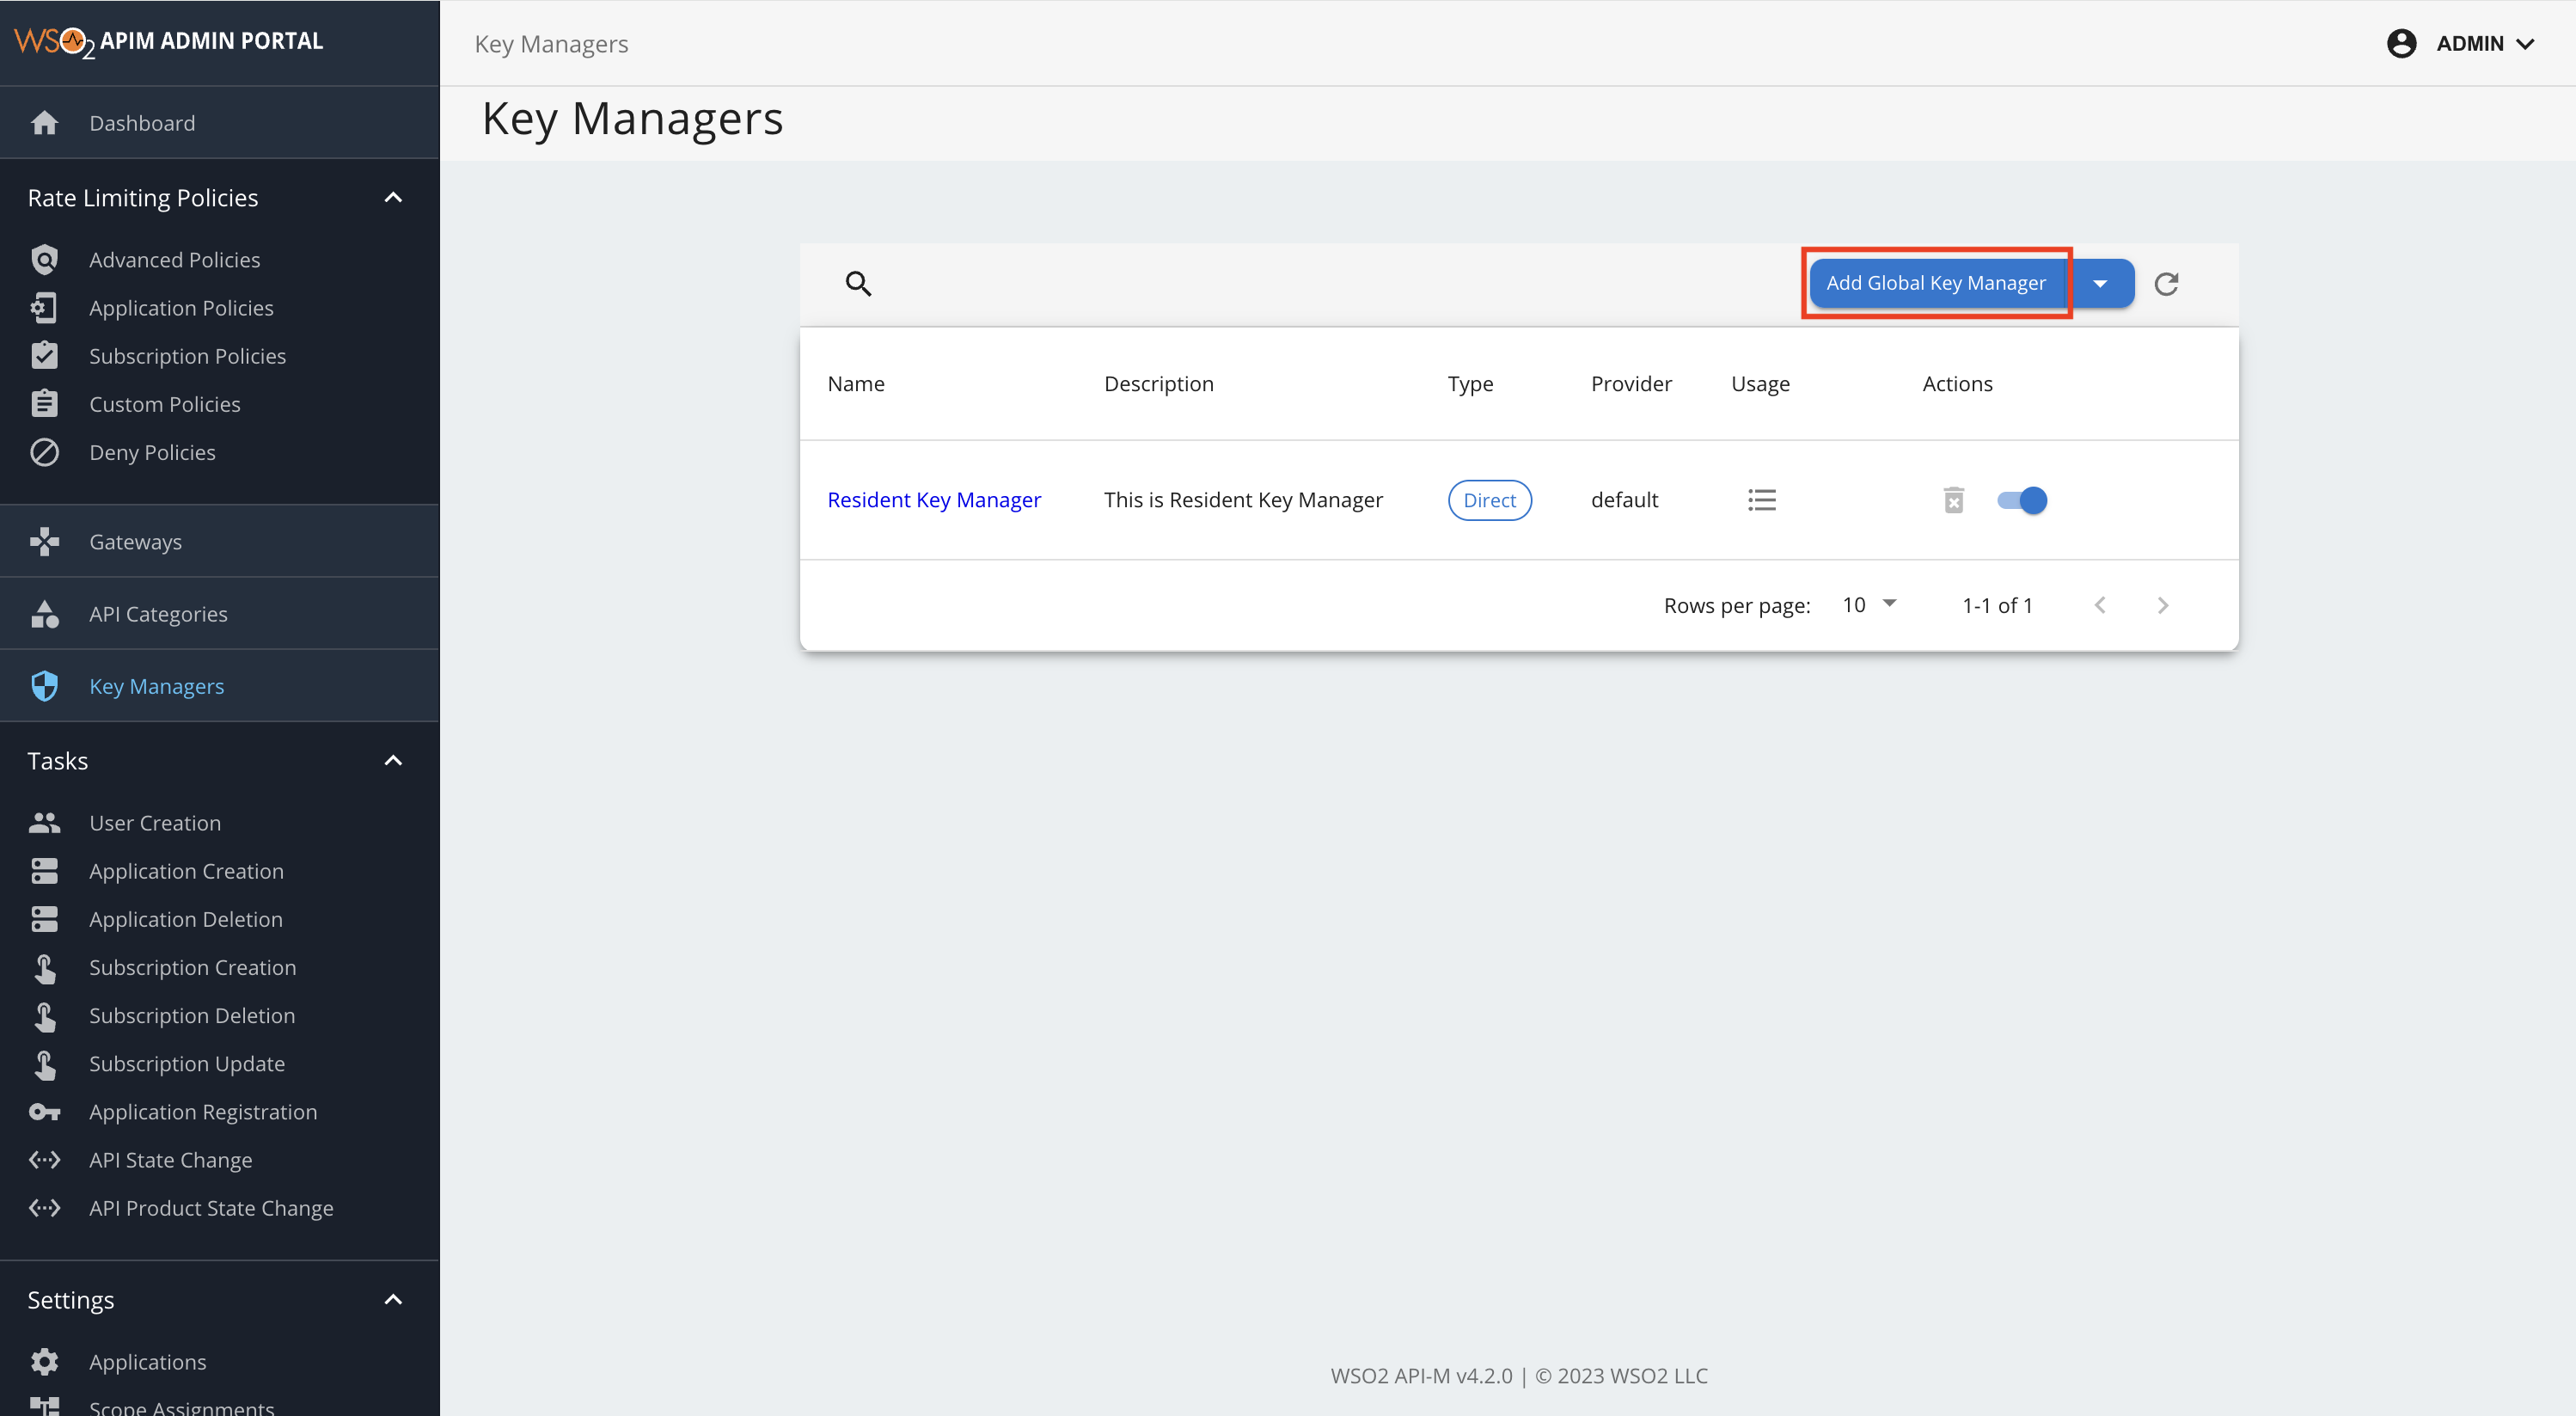 WSO2 APIM ADMIN PORTAL
Key Managers
ADMIN
Key Managers
Dashboard
Rate Limiting Policies
Advanced Policies
Application Policies
Subscription Policies
Custom Policies
Deny Policies
Gateways
API Categories
Key Managers
Tasks
User Creation
Application Creation
Application Deletion
Subscription Creation
Subscription Deletion
Subscription Update
Application Registration
API State Change
API Product State Change
Settings
Applications
Scope Assignments
Add Global Key Manager
Name Description Type Provider Usage Actions
Resident Key Manager This is Resident Key Manager Direct default
Rows per page: 10 1-1 of 1
WSO2 API-M v4.2.0 | © 2023 WSO2 LLC